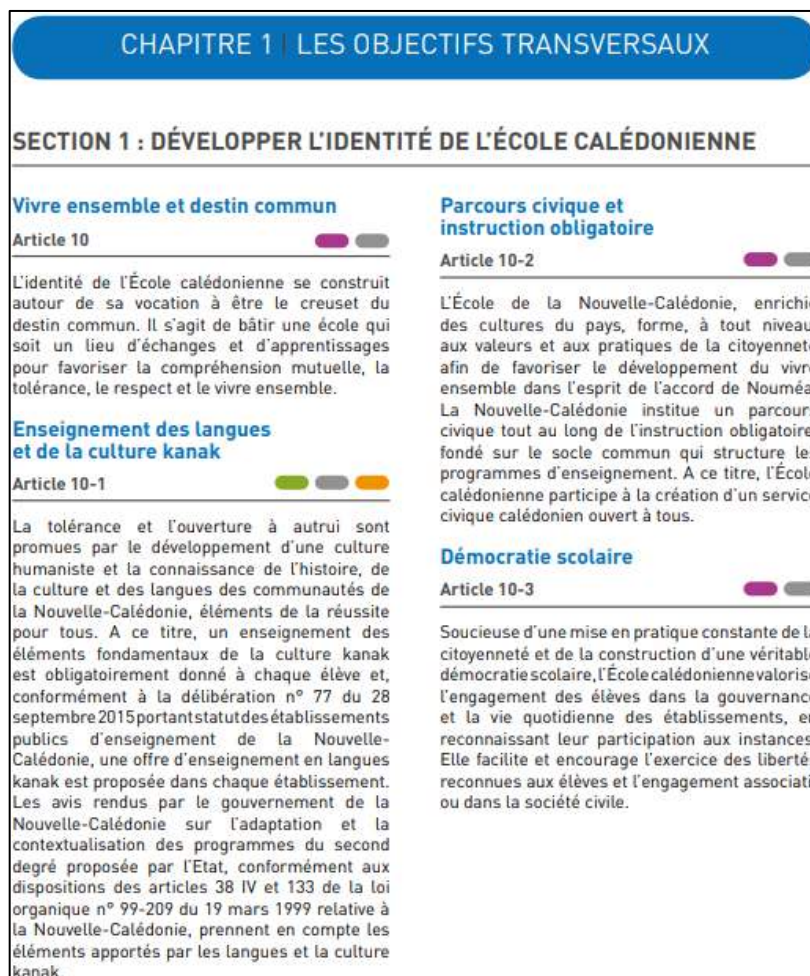 CHAPITRE 1 | LES OBJECTIFS TRANSVERSAUX
SECTION 1 : DÉVELOPPER L'IDENTITÉ DE L'ÉCOLE CALÉDONIENNE
Vivre ensemble et destin commun
Article 10
L'identité de l'École calédonienne se construit
autour de sa vocation à être le creuset du
destin commun. Il s'agit de bâtir une école qui
soit un lieu d'échanges et d'apprentissages
pour favoriser la compréhension mutuelle, la
tolérance, le respect et le vivre ensemble.
Enseignement des langues
et de la culture kanak
Article 10-1
La tolérance et l'ouverture à autrui sont
promues par le développement d'une culture
humaniste et la connaissance de l'histoire, de
la culture et des langues des communautés de
la Nouvelle-Calédonie, éléments de la réussite
pour tous. A ce titre, un enseignement des
éléments fondamentaux de la culture kanak
est obligatoirement donné à chaque élève et,
conformément à la délibération n° 77 du 28
septembre 2015 portant statut des établissements
publics d'enseignement de la Nouvelle-
Calédonie, une offre d'enseignement en langues
kanak est proposée dans chaque établissement.
Les avis rendus par le gouvernement de la
Nouvelle-Calédonie sur l'adaptation et la
contextualisation des programmes du second
degré proposée par l'Etat, conformément aux
dispositions des articles 38 IV et 133 de la loi
organique n° 99-209 du 19 mars 1999 relative à
la Nouvelle-Calédonie, prennent en compte les
éléments apportés par les langues et la culture
kanak
Parcours civique et
instruction obligatoire
Article 10-2
L'École de la Nouvelle-Calédonie, enrichi
des cultures du pays, forme, à tout niveau
aux valeurs et aux pratiques de la citoyennet
afin de favoriser le développement du vivr
ensemble dans l'esprit de l'accord de Nouméa
La Nouvelle-Calédonie institue un parcour
civique tout au long de l'instruction obligatoire
fondé sur le socle commun qui structure le
programmes d'enseignement. A ce titre, l'Écol
calédonienne participe à la création d'un servic
civique calédonien ouvert à tous.
Démocratie scolaire
Article 10-3
Soucieuse d'une mise en pratique constante de l
citoyenneté et de la construction d'une véritabl
démocratie scolaire, l'École calédonienne valoris
l'engagement des élèves dans la gouvernanc
et la vie quotidienne des établissements, e
reconnaissant leur participation aux instances
Elle facilite et encourage l'exercice des liberté
reconnues aux élèves et l'engagement associati
ou dans la société civile.